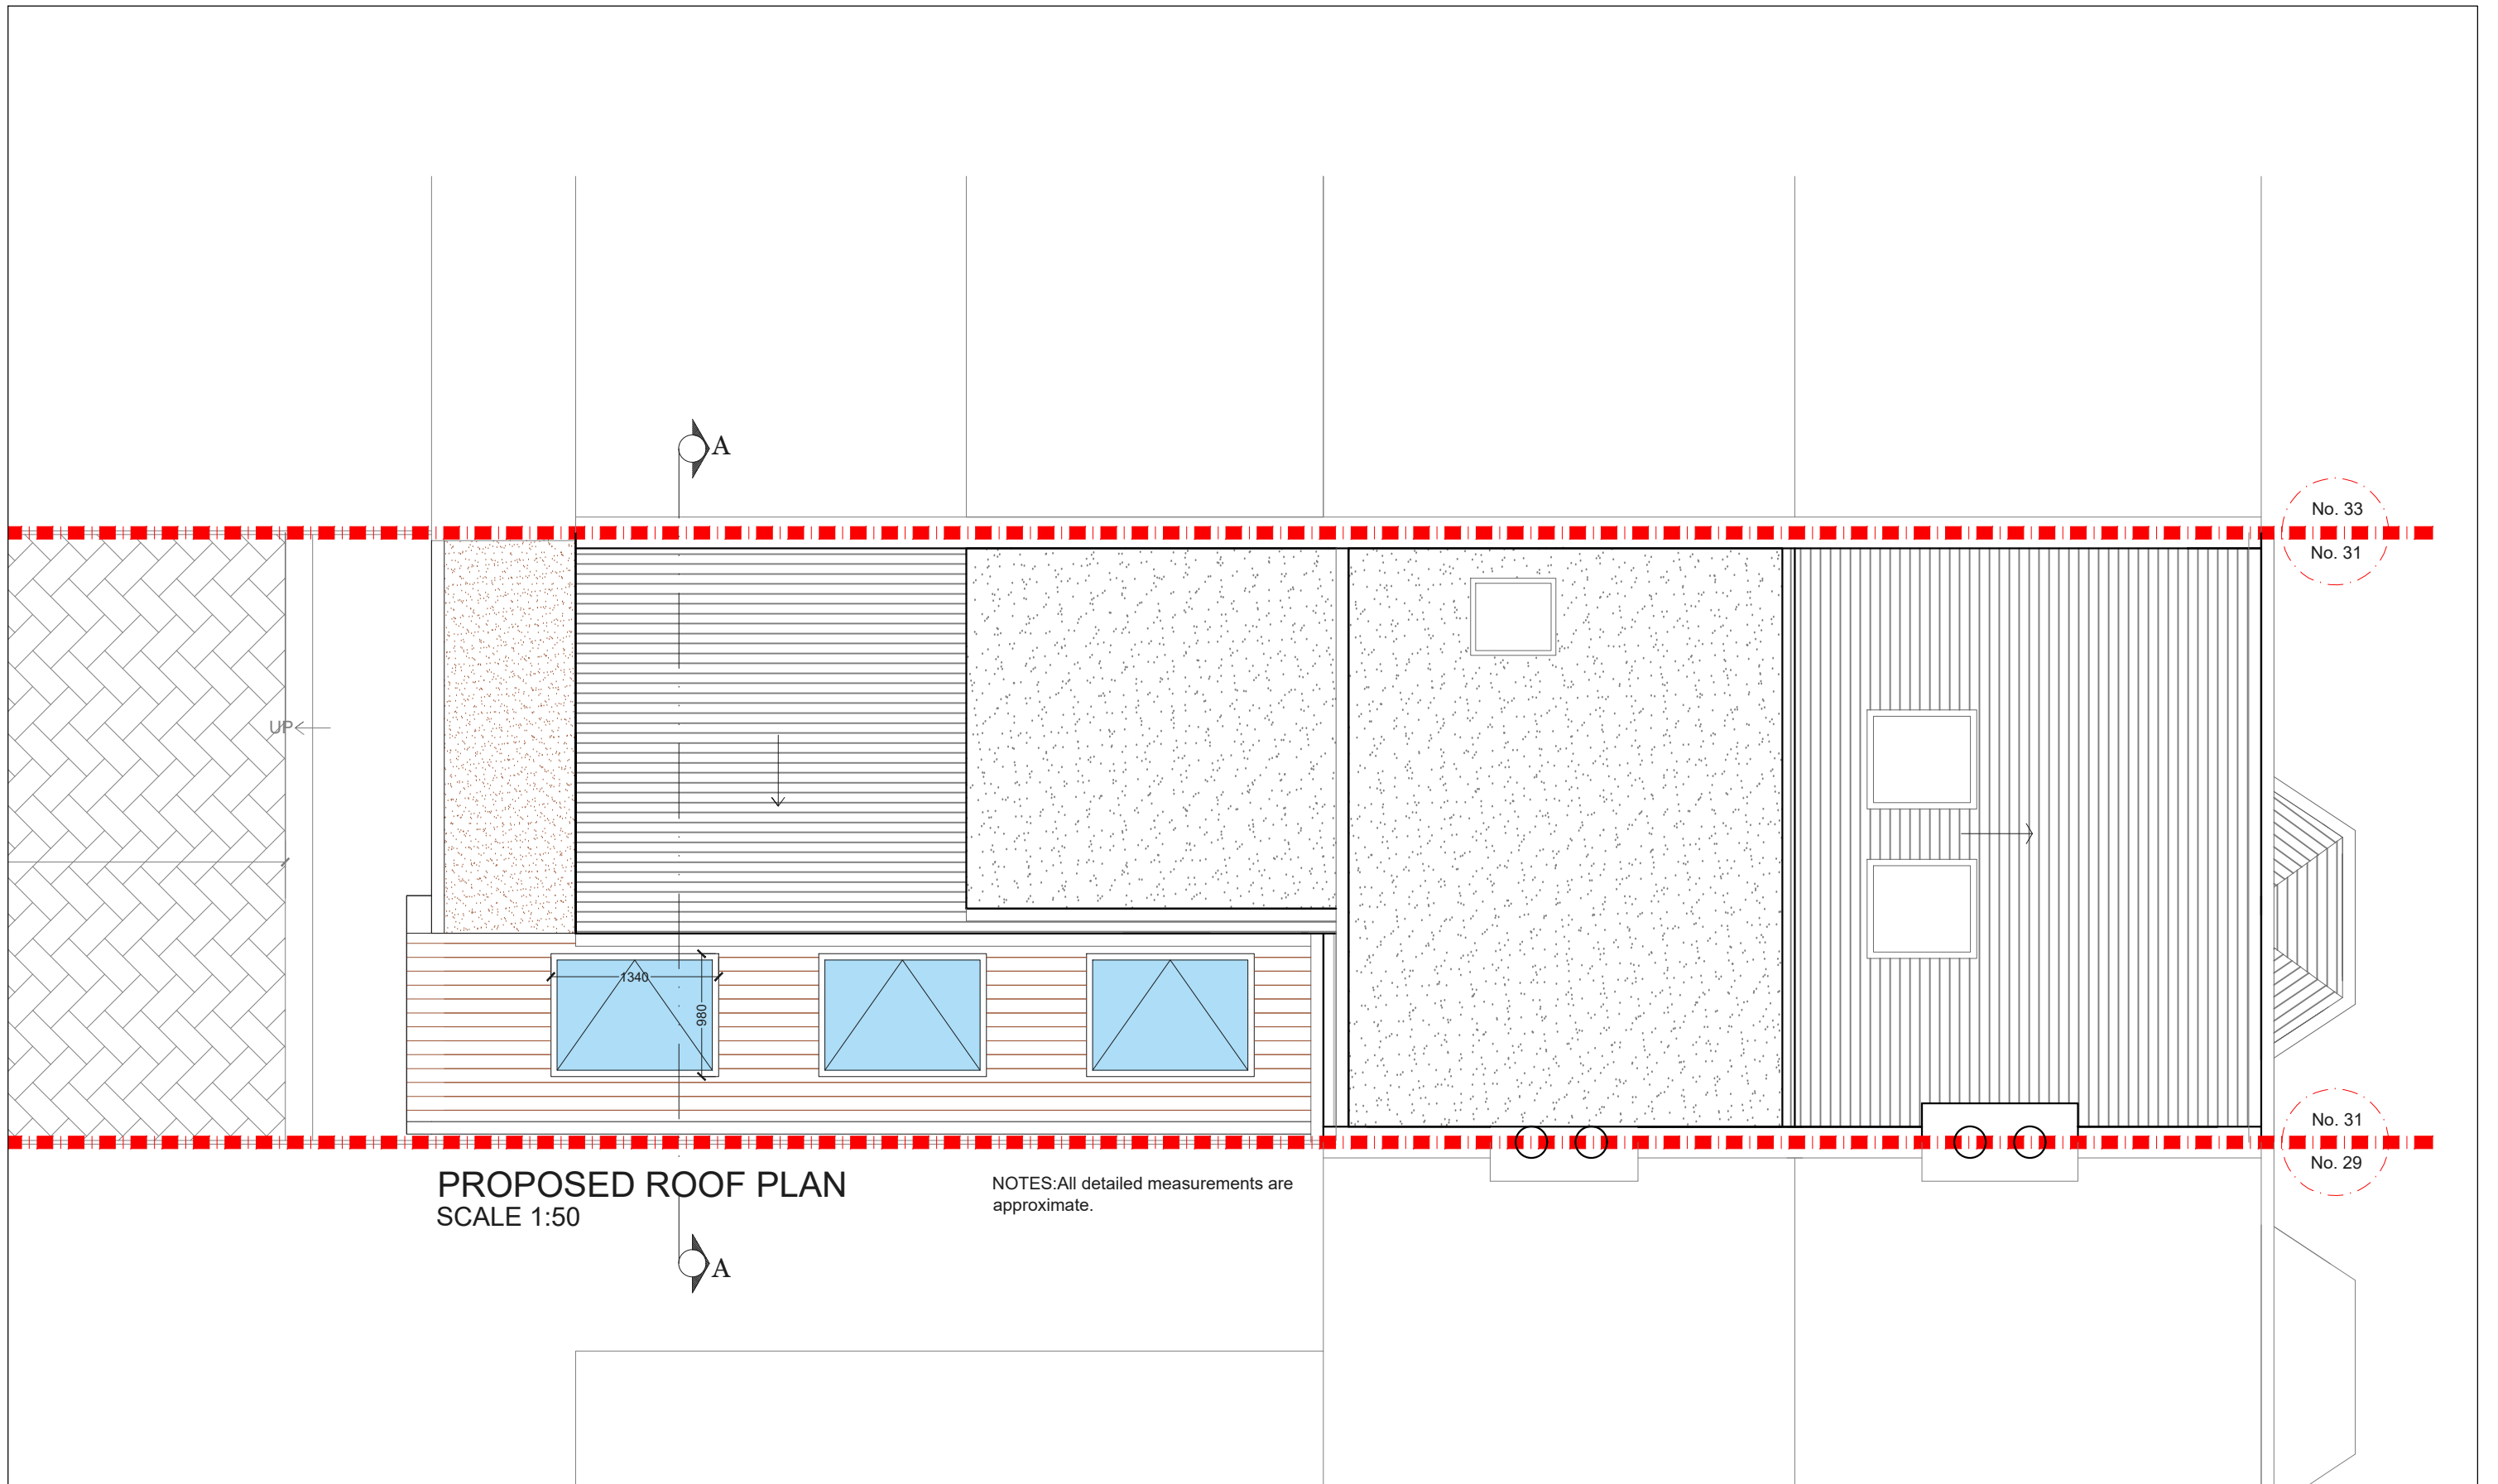 A
No. 33
No. 31
UP
1340
980
No. 31
No. 29
PROPOSED ROOF PLAN
SCALE 1:50
NOTES:All detailed measurements are
approximate.
A